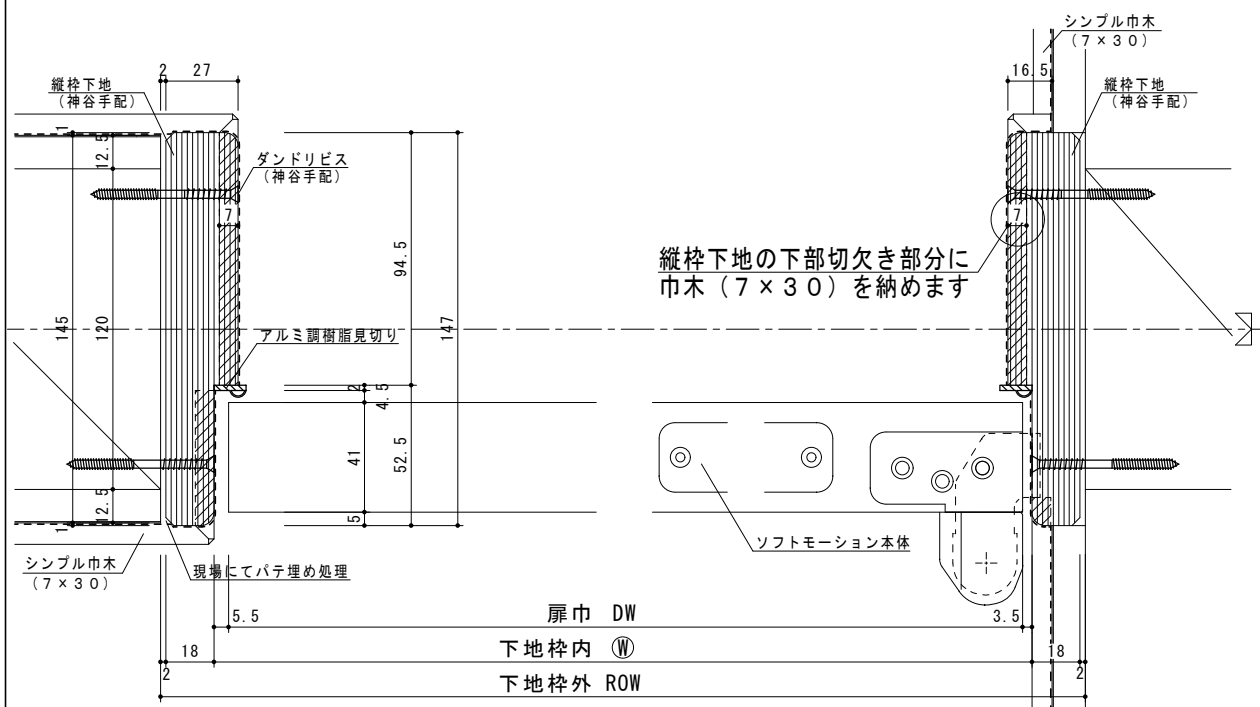 シンプル巾木
（7×30）
2
27
16.5
縦枠下地
（神谷手配）
縦枠下地
（神谷手配）
1
12.5
ダンドリビス
（神谷手配）
7
7
94.5
縦枠下地の下部切欠き部分に
巾木（7×30）を納めます
145
120
147
アルミ調樹脂見切り
2
4.5
41
52.5
12.5
1
5
シンプル巾木
（7×30）
現場にてパテ埋め処理
ソフトモーション本体
5.5
扉巾 DW
3.5
18
下地枠内 Ⓦ
18
2
2
下地枠外 ROW